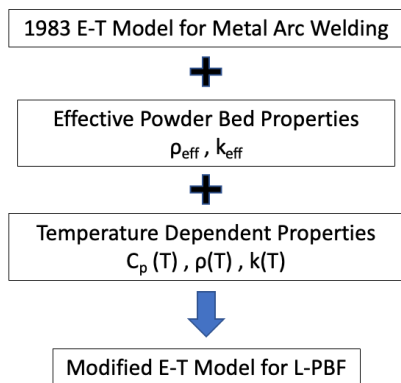 1983 E-T Model for Metal Arc Welding
+
Effective Powder Bed Properties
ρeff , keff
+
Temperature Dependent Properties
Cp (T) , ρ(T) , k(T)
Modified E-T Model for L-PBF